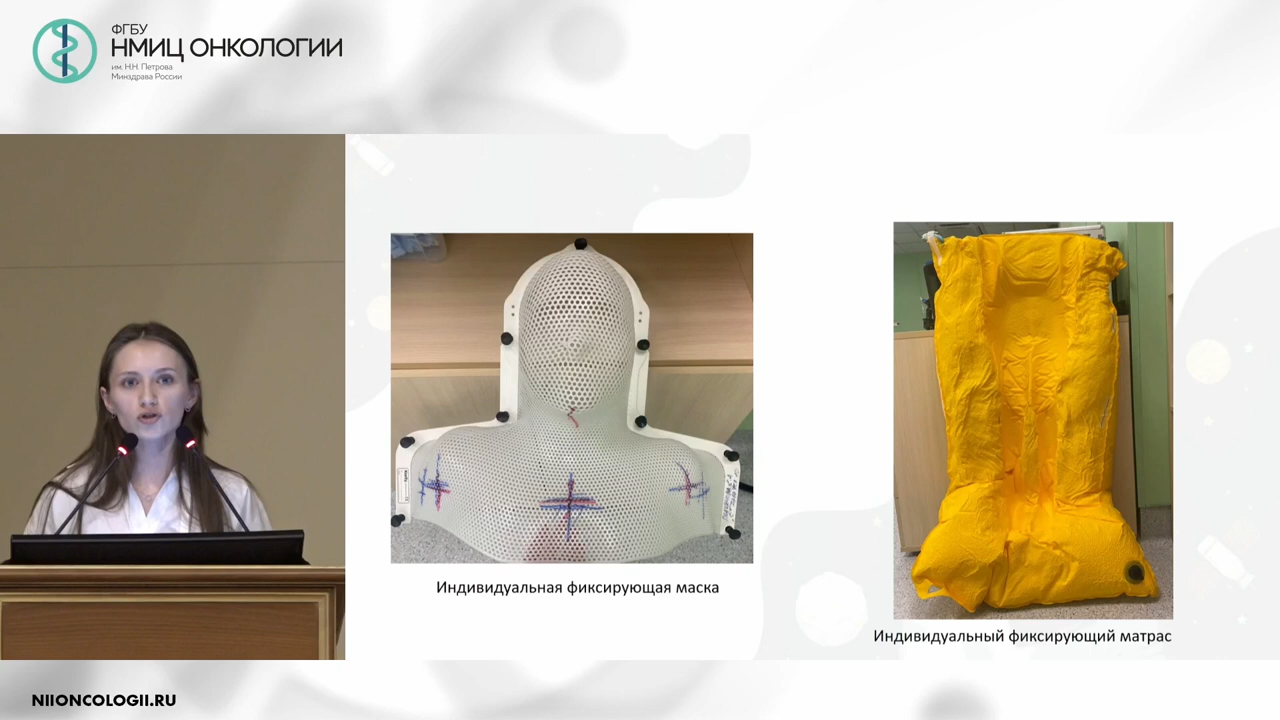 ФГБУ
НМИЦ ОНКОЛОГИИ
им. Н.Н. Петрова
Минздрава России
Индивидуальная фиксирующая маска
Индивидуальный фиксирующий матрас
NIIONCOLOGII.RU